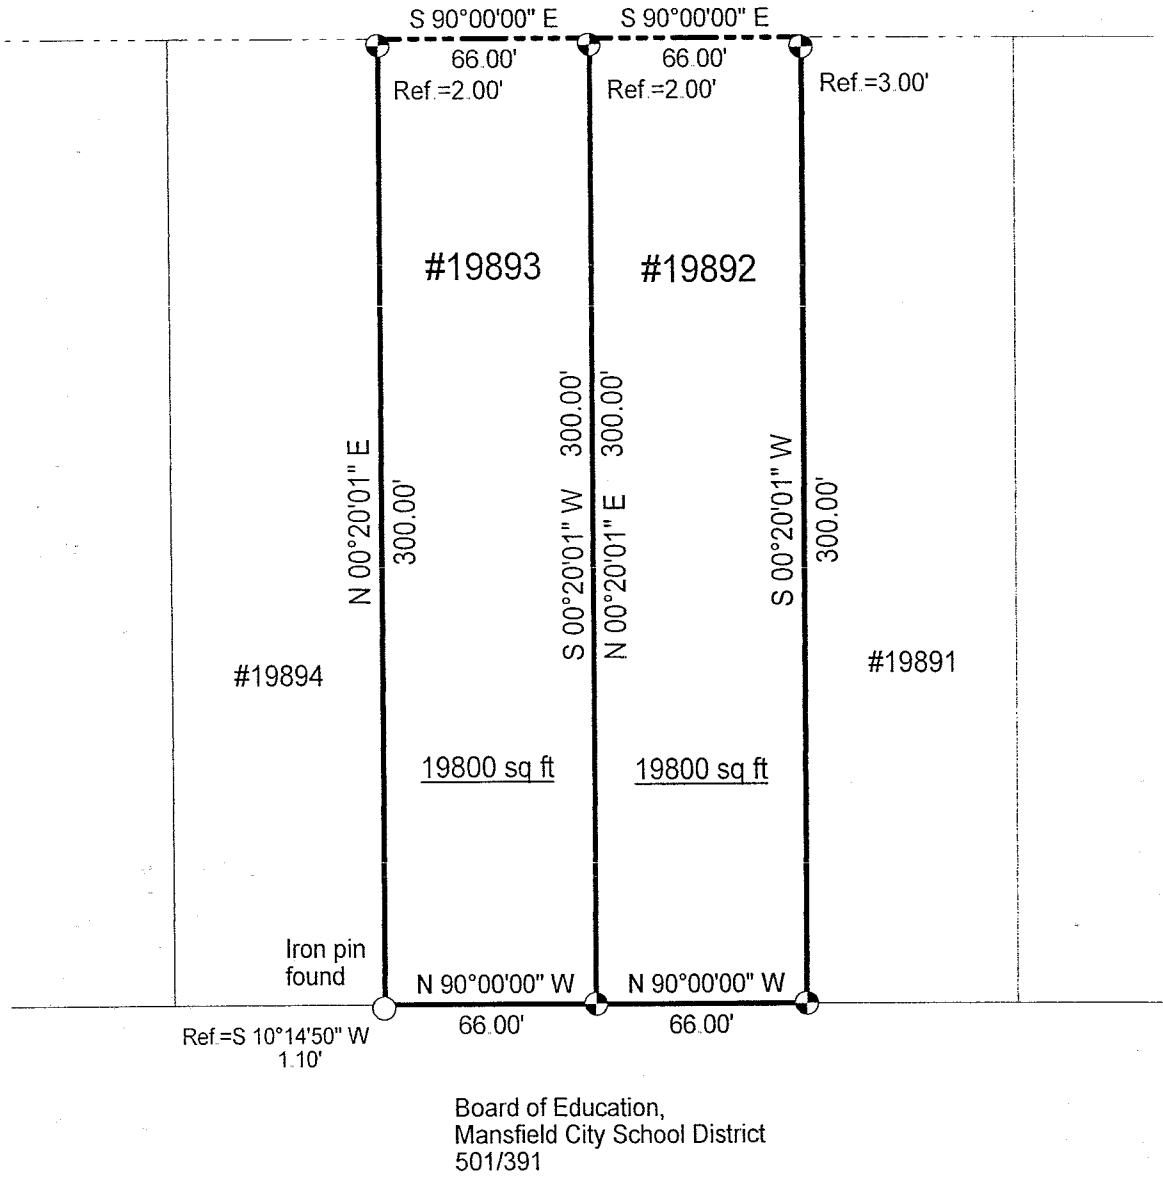 S 90°00'00" E
S 90°00'00" E
66.00'
66.00'
Ref.=2.00'
Ref.=2.00'
Ref.=3.00'
#19893
#19892
N 00°20'01" E
300.00'
S 00°20'01" W 300.00'
N 00°20'01" E 300.00'
S 00°20'01" W
300.00'
#19894
#19891
19800 sq ft
19800 sq ft
Iron pin
found
N 90°00'00" W
N 90°00'00" W
66.00'
66.00'
Ref.=S 10°14'50" W
1.10'
Board of Education,
Mansfield City School District
501/391